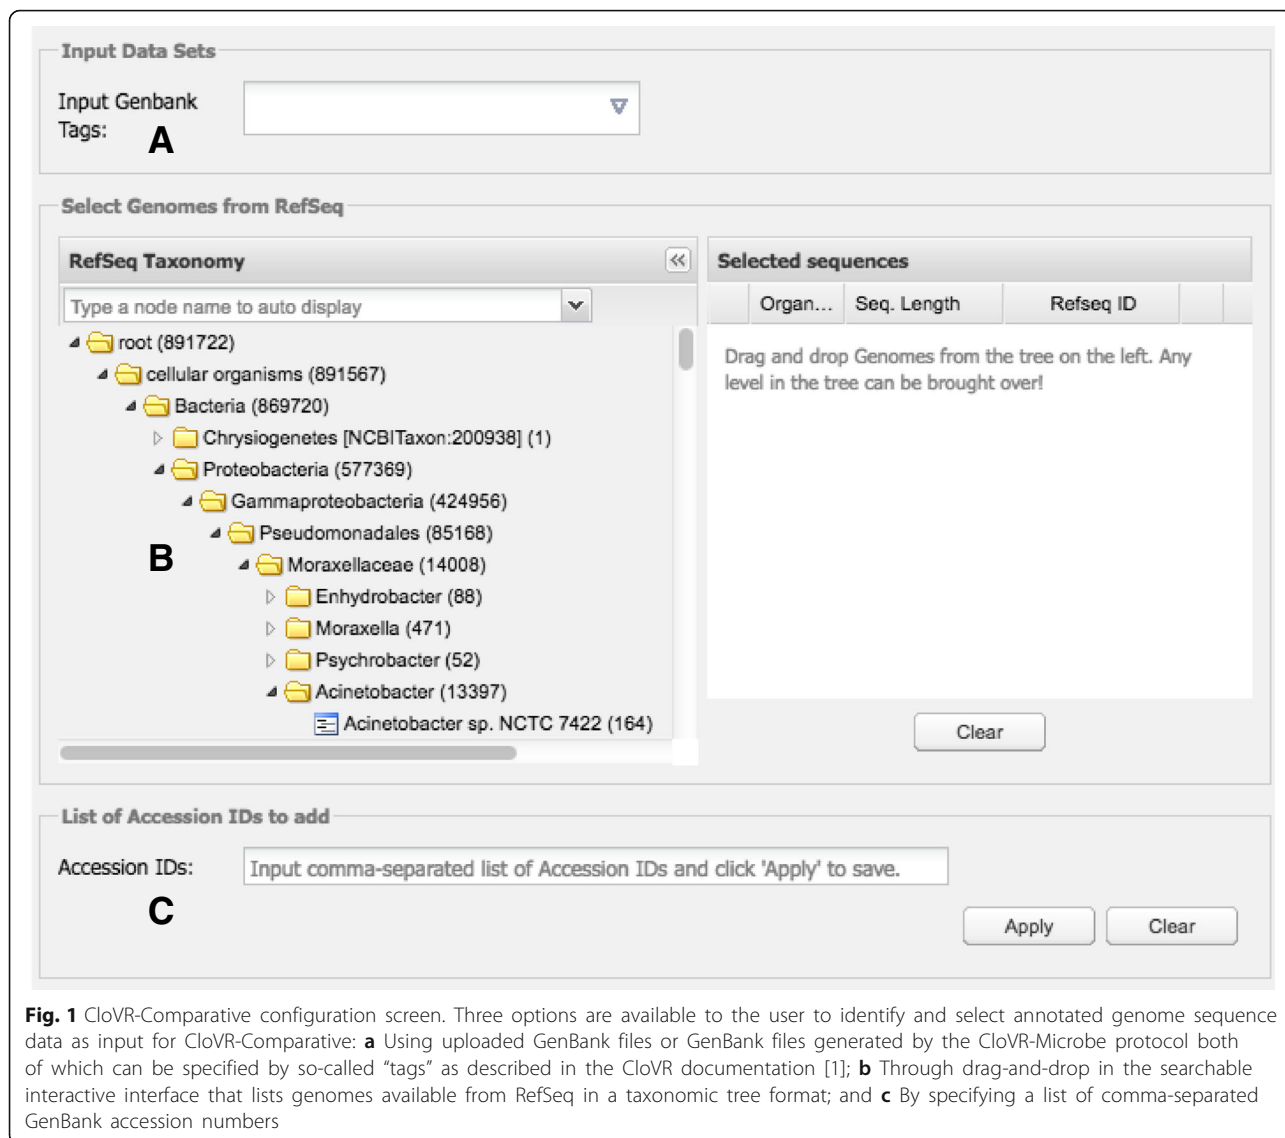 Input Data Sets
Input Genbank
Tags:
A
Select Genomes from RefSeq
RefSeq Taxonomy
Type a node name to auto display
root (891722)
cellular organisms (891567)
Bacteria (869720)
Chrysiogenetes [NCBITaxon:200938] (1)
Proteobacteria (577369)
Gammaproteobacteria (424956)
Pseudomonadales (85168)
B
Moraxellaceae (14008)
Enhydrobacter (88)
Moraxella (471)
Psychrobacter (52)
Acinetobacter (13397)
Acinetobacter sp. NCTC 7422 (164)
Selected sequences
Organ... Seq. Length Refseq ID
Drag and drop Genomes from the tree on the left. Any
level in the tree can be brought over!
Clear
List of Accession IDs to add
Accession IDs:
Input comma-separated list of Accession IDs and click 'Apply' to save.
C
Apply Clear
Fig. 1 CloVR-Comparative configuration screen. Three options are available to the user to identify and select annotated genome sequence
data as input for CloVR-Comparative: a Using uploaded GenBank files or GenBank files generated by the CloVR-Microbe protocol both
of which can be specified by so-called “tags” as described in the CloVR documentation [1]; b Through drag-and-drop in the searchable
interactive interface that lists genomes available from RefSeq in a taxonomic tree format; and c By specifying a list of comma-separated
GenBank accession numbers